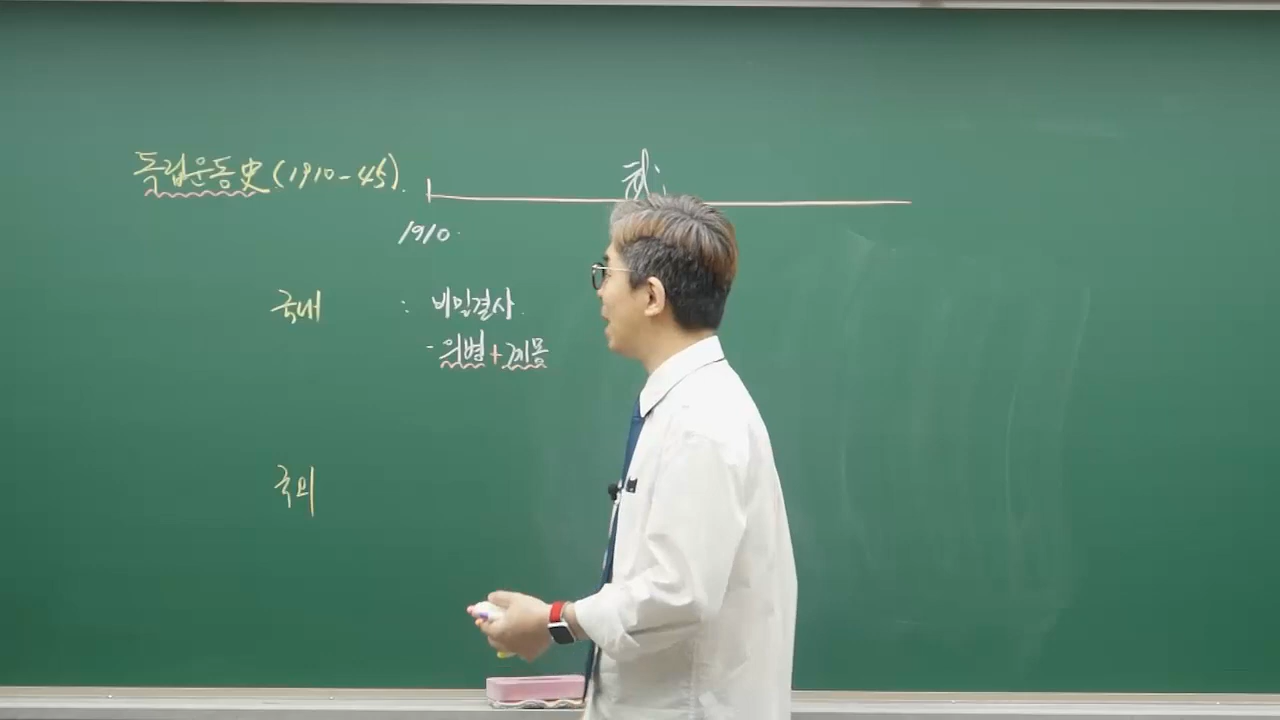 독립운동史(1910-45).
武
1910.
국내 : 비밀결사.
- 의병+계몽
국외